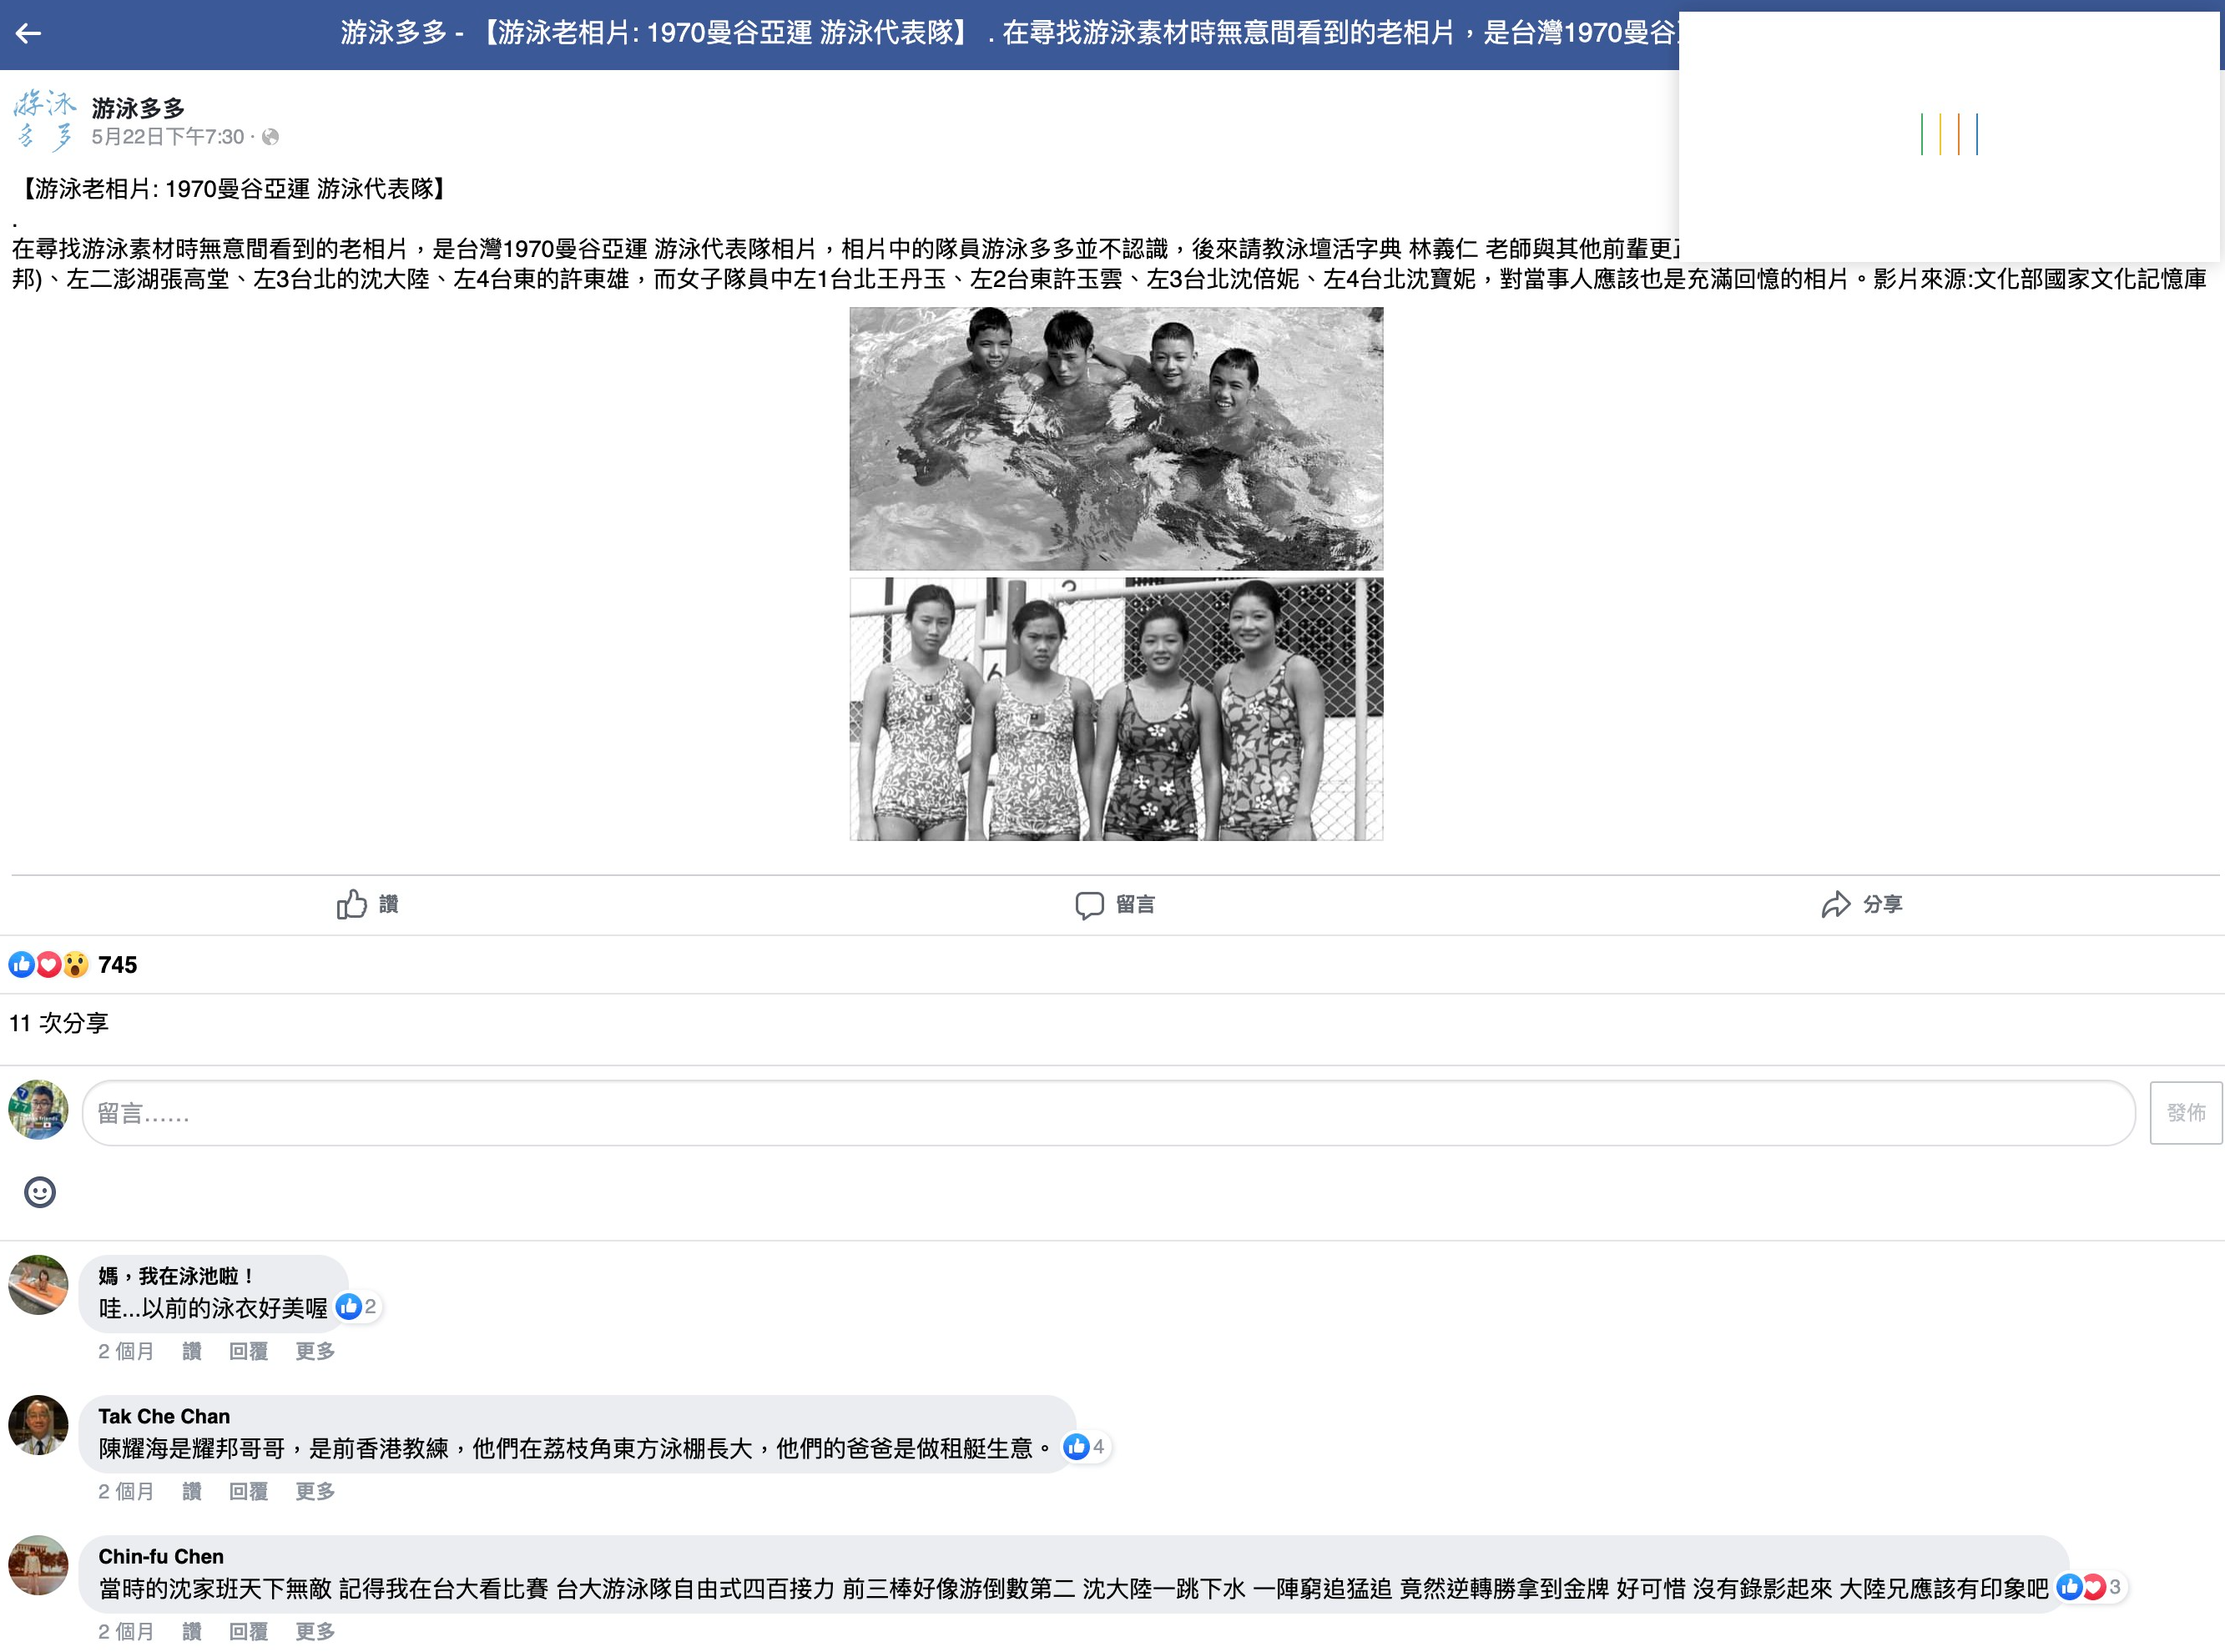 游泳多多 - 【游泳老相片: 1970曼谷亞運 游泳代表隊】 . 在尋找游泳素材時無意間看到的老相片，是台灣1970曼谷
游泳多多
游泳多多
5月22日下午7:30 ·
【游泳老相片: 1970曼谷亞運 游泳代表隊】
.
在尋找游泳素材時無意間看到的老相片，是台灣1970曼谷亞運 游泳代表隊相片，相片中的隊員游泳多多並不認識，後來請教泳壇活字典 林義仁 老師與其他前輩更
邦)、左二澎湖張高堂、左3台北的沈大陸、左4台東的許東雄，而女子隊員中左1台北王丹玉、左2台東許玉雲、左3台北沈倍妮、左4台北沈寶妮，對當事人應該也是充滿回憶的相片。影片來源:文化部國家文化記憶庫
6
讚
留言
分享
745
11 次分享
留言……
發佈
媽，我在泳池啦！
哇...以前的泳衣好美喔
2
2 個月 讚 回覆 更多
Tak Che Chan
陳耀海是耀邦哥哥，是前香港教練，他們在荔枝角東方泳棚長大，他們的爸爸是做租艇生意。
4
2 個月 讚 回覆 更多
Chin-fu Chen
當時的沈家班天下無敵 記得我在台大看比賽 台大游泳隊自由式四百接力 前三棒好像游倒數第二 沈大陸一跳下水 一陣窮追猛追 竟然逆轉勝拿到金牌 好可惜 沒有錄影起來 大陸兄應該有印象吧
3
2 個月 讚 回覆 更多